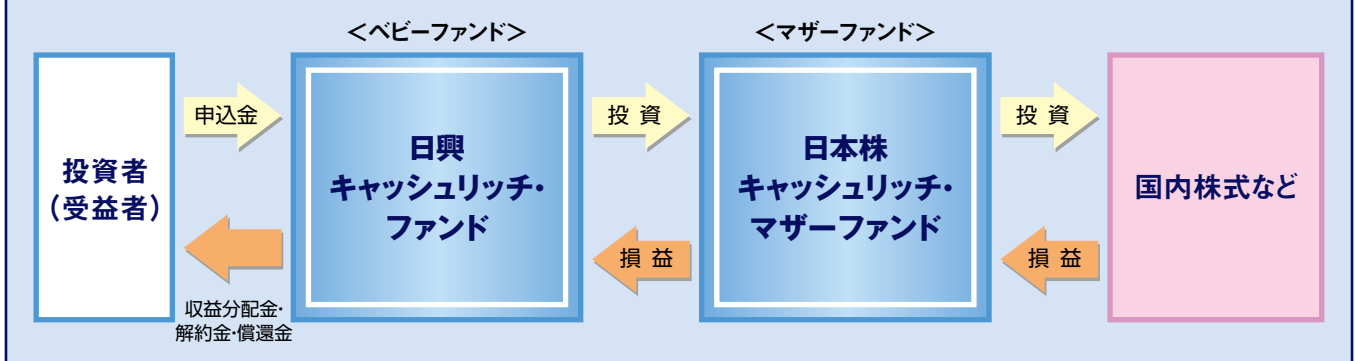 <ベビーファンド>
<マザーファンド>
投資者
(受益者)
申込金
収益分配金・
解約金・償還金
日興
キャッシュリッチ・
ファンド
投 資
損 益
日本株
キャッシュリッチ・
マザーファンド
投 資
損 益
国内株式など